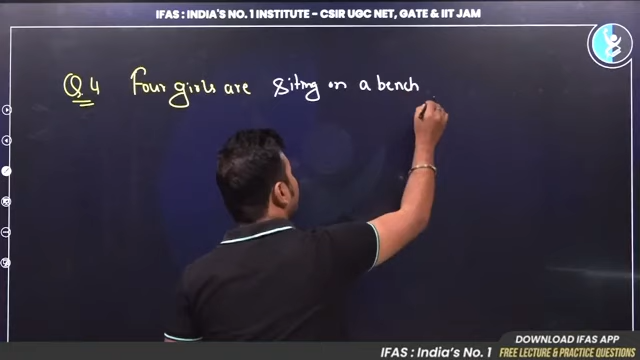 IFAS : INDIA'S NO. 1 INSTITUTE - CSIR UGC NET, GATE & IIT JAM
Q 4 Four girls are siting on a bench
DOWNLOAD IFAS APP
IFAS : India's No. 1 FREE LECTURE & PRACTICE QUESTIONS